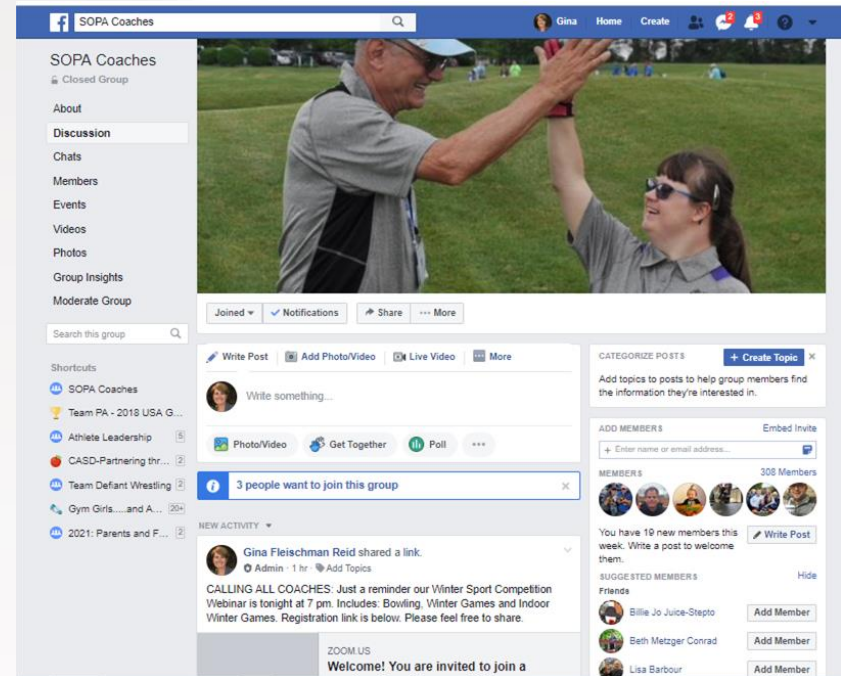 SOPA Coaches
Gina
Home
Create
2
3
SOPA Coaches
Closed Group
About
Discussion
Chats
Members
Events
Videos
Photos
Group Insights
Moderate Group
Search this group
Shortcuts
SOPA Coaches
Team PA - 2018 USA G...
Athlete Leadership 5
CASD-Partnering thr... 2
Team Defiant Wrestling 2
Gym Girls.....and A... 20+
2021: Parents and F... 2
Joined
Notifications
Share
More
Write Post
Add Photo/Video
Live Video
More
Write something...
Photo/Video
Get Together
Poll
3 people want to join this group
NEW ACTIVITY
Gina Fleischman Reid shared a link.
Admin · 1 hr · Add Topics
CALLING ALL COACHES: Just a reminder our Winter Sport Competition
Webinar is tonight at 7 pm. Includes: Bowling, Winter Games and Indoor
Winter Games. Registration link is below. Please feel free to share.
ZOOM.US
Welcome! You are invited to join a
CATEGORIZE POSTS
+ Create Topic
Add topics to posts to help group members find
the information they're interested in.
ADD MEMBERS
Embed Invite
+ Enter name or email address...
MEMBERS
308 Members
You have 19 new members this
week. Write a post to welcome
them.
Write Post
SUGGESTED MEMBERS
Hide
Friends
Billie Jo Juice-Stepto
Add Member
Beth Metzger Conrad
Add Member
Lisa Barbour
Add Member